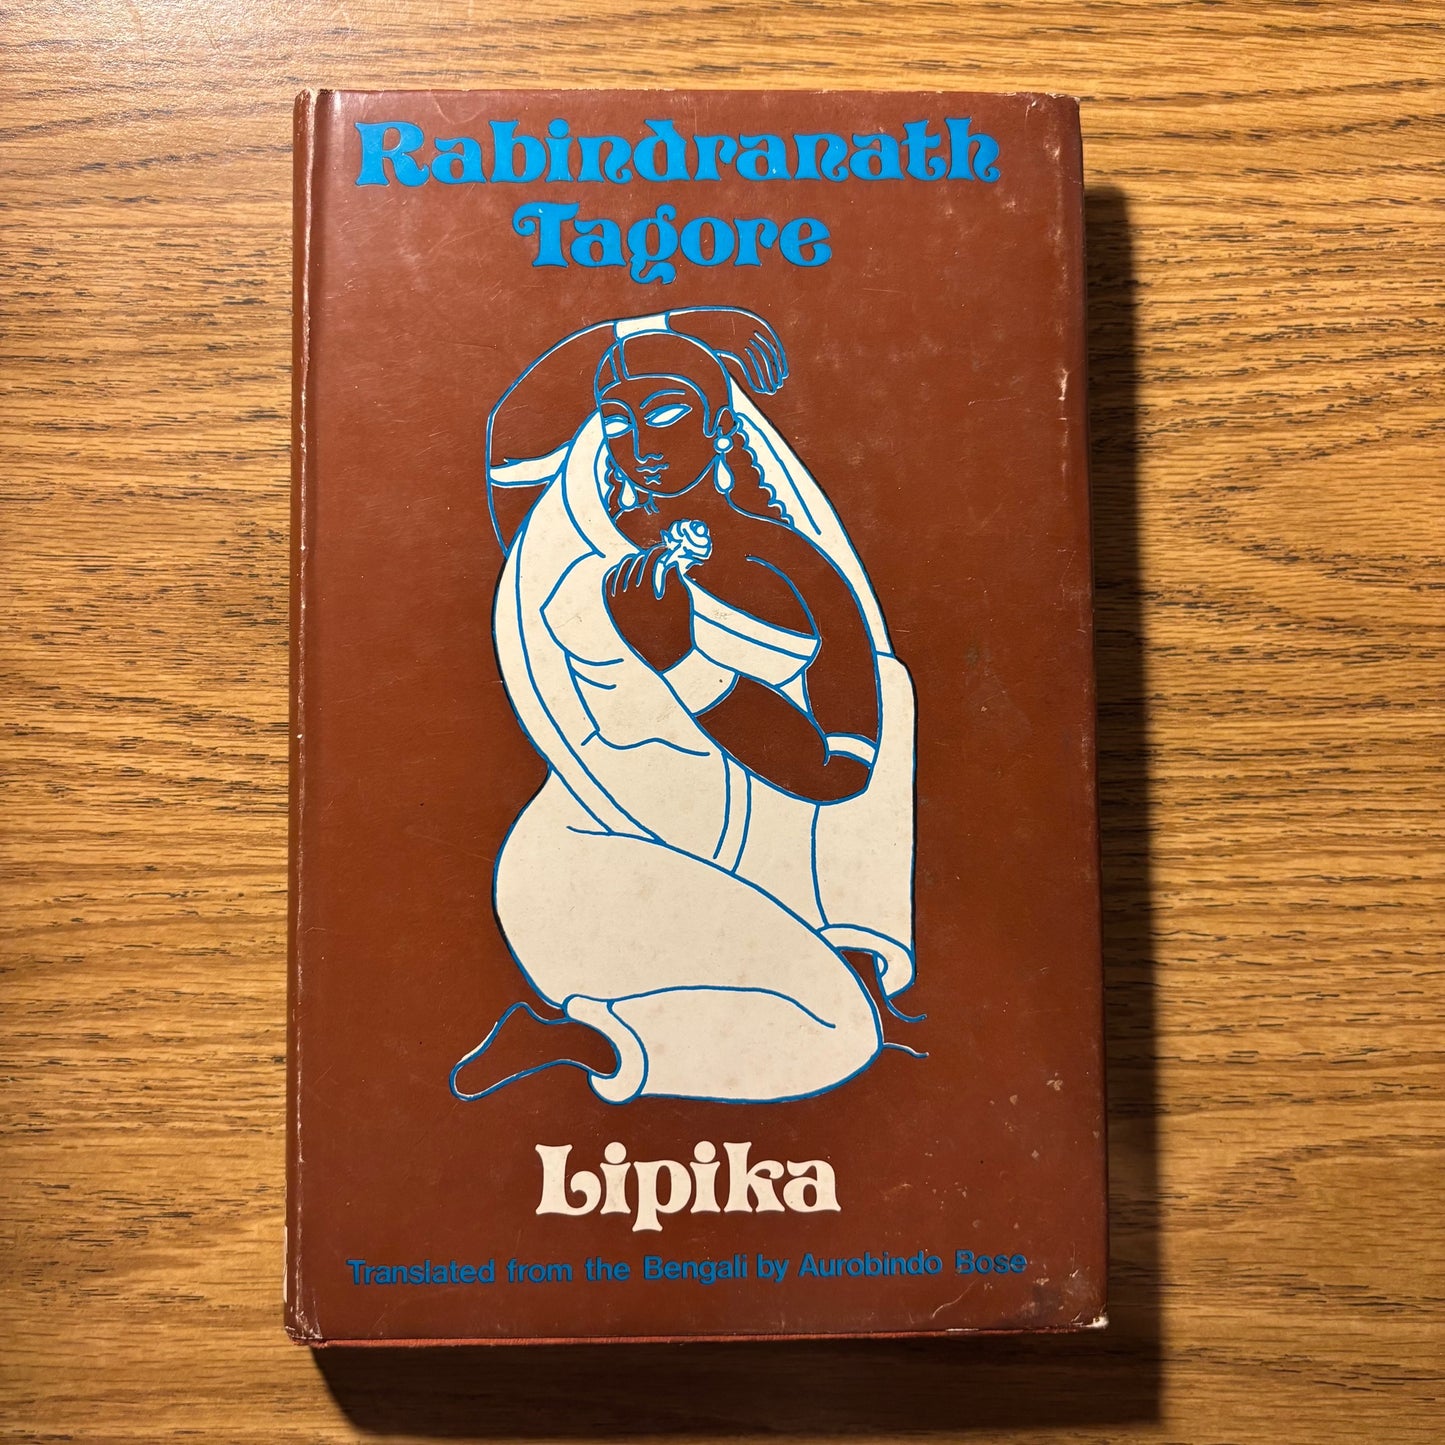 Rabindranath
Tagore
Lipika
Translated from the Bengali by Aurobindo Bose